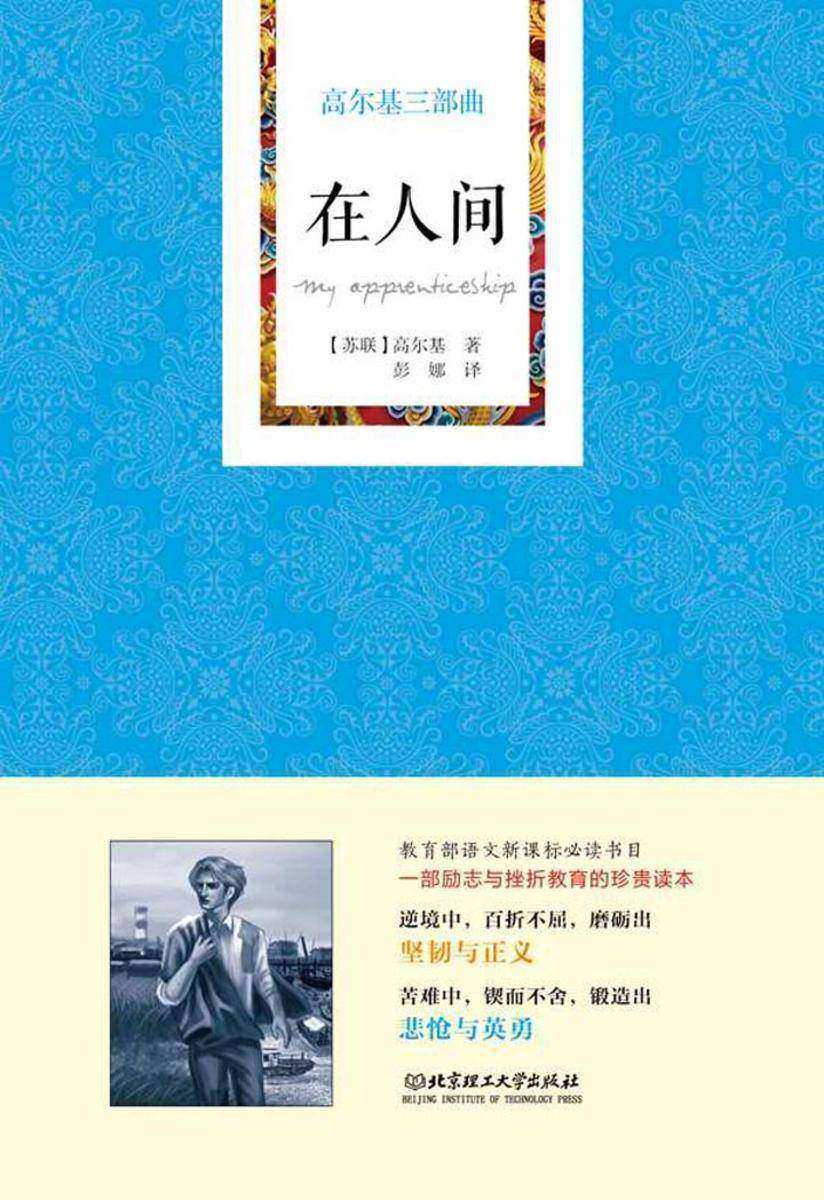 高尔基三部曲
在人间
my apprenticeship
【苏联】高尔基 著
彭娜 译
教育部语文新课标必读书目
一部励志与挫折教育的珍贵读本
逆境中，百折不屈，磨砺出
坚韧与正义
苦难中，锲而不舍，锻造出
悲怆与英勇
北京理工大学出版社
BEIJING INSTITUTE OF TECHNOLOGY PRESS